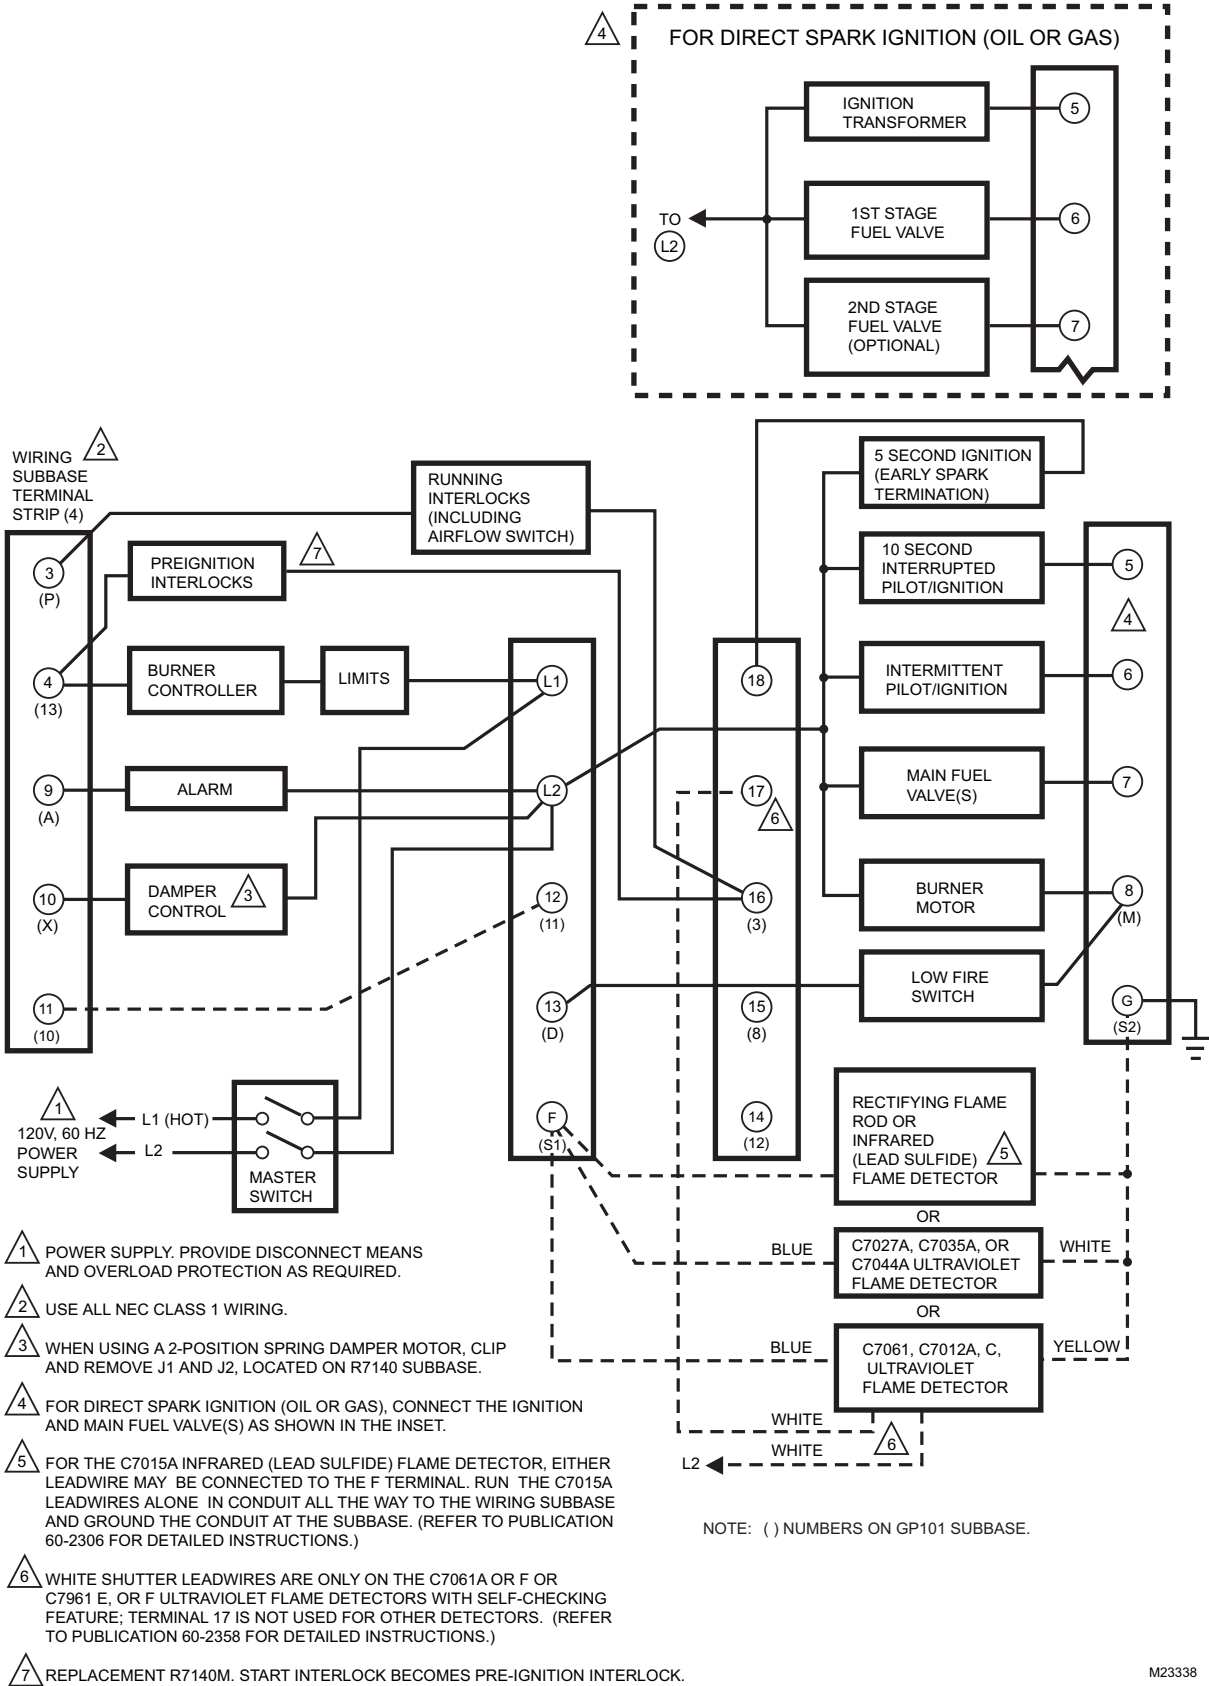 4
FOR DIRECT SPARK IGNITION (OIL OR GAS)
IGNITION
TRANSFORMER
5
TO
L2
1ST STAGE
FUEL VALVE
6
2ND STAGE
FUEL VALVE
(OPTIONAL)
7
WIRING
SUBBASE
TERMINAL
STRIP (4)
2
3
(P)
4
(13)
9
(A)
10
(X)
11
(10)
RUNNING
INTERLOCKS
(INCLUDING
AIRFLOW SWITCH)
PREIGNITION
INTERLOCKS
7
BURNER
CONTROLLER
LIMITS
ALARM
DAMPER
CONTROL
3
L1
L2
12
(11)
13
(D)
F
(S1)
18
17
6
16
(3)
15
(8)
14
(12)
5 SECOND IGNITION
(EARLY SPARK
TERMINATION)
10 SECOND
INTERRUPTED
PILOT/IGNITION
INTERMITTENT
PILOT/IGNITION
MAIN FUEL
VALVE(S)
BURNER
MOTOR
LOW FIRE
SWITCH
5
4
6
7
8
(M)
G
(S2)
1
120V, 60 HZ
POWER
SUPPLY
L1 (HOT)
L2
MASTER
SWITCH
RECTIFYING FLAME
ROD OR
INFRARED
(LEAD SULFIDE)
FLAME DETECTOR
5
OR
BLUE
C7027A, C7035A, OR
C7044A ULTRAVIOLET
FLAME DETECTOR
WHITE
OR
BLUE
C7061, C7012A, C,
ULTRAVIOLET
FLAME DETECTOR
YELLOW
WHITE
6
WHITE
L2
1 POWER SUPPLY. PROVIDE DISCONNECT MEANS
AND OVERLOAD PROTECTION AS REQUIRED.
2 USE ALL NEC CLASS 1 WIRING.
3 WHEN USING A 2-POSITION SPRING DAMPER MOTOR, CLIP
AND REMOVE J1 AND J2, LOCATED ON R7140 SUBBASE.
4 FOR DIRECT SPARK IGNITION (OIL OR GAS), CONNECT THE IGNITION
AND MAIN FUEL VALVE(S) AS SHOWN IN THE INSET.
5 FOR THE C7015A INFRARED (LEAD SULFIDE) FLAME DETECTOR, EITHER
LEADWIRE MAY BE CONNECTED TO THE F TERMINAL. RUN THE C7015A
LEADWIRES ALONE IN CONDUIT ALL THE WAY TO THE WIRING SUBBASE
AND GROUND THE CONDUIT AT THE SUBBASE. (REFER TO PUBLICATION
60-2306 FOR DETAILED INSTRUCTIONS.)
6 WHITE SHUTTER LEADWIRES ARE ONLY ON THE C7061A OR F OR
C7961 E, OR F ULTRAVIOLET FLAME DETECTORS WITH SELF-CHECKING
FEATURE; TERMINAL 17 IS NOT USED FOR OTHER DETECTORS. (REFER
TO PUBLICATION 60-2358 FOR DETAILED INSTRUCTIONS.)
7 REPLACEMENT R7140M. START INTERLOCK BECOMES PRE-IGNITION INTERLOCK.
NOTE: ( ) NUMBERS ON GP101 SUBBASE.
M23338